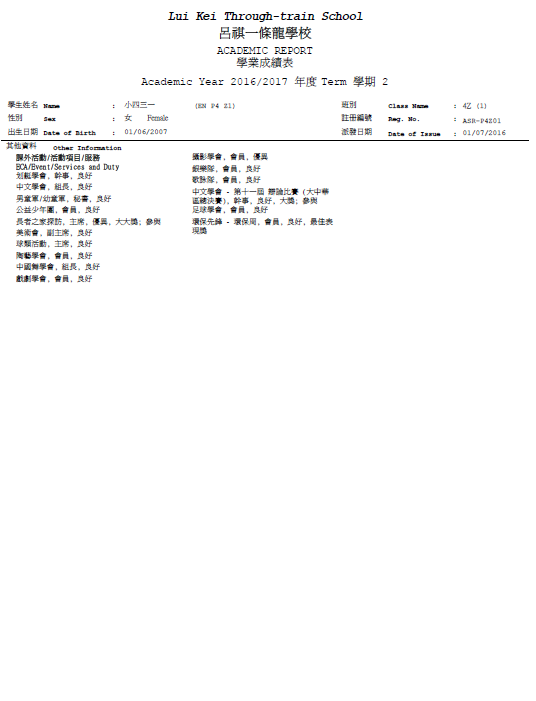 Lui Kei Through-train School
呂祺一條龍學校
ACADEMIC REPORT
學業成績表
Academic Year 2016/2017 年度 Term 學期 2
學生姓名 Name : 小四三一 (EN P4 Z1) 班別 Class Name : 4乙 (1)
性別 Sex : 女 Female 註冊編號 Reg. No. : ASR-P4Z01
出生日期 Date of Birth : 01/06/2007 派發日期 Date of Issue : 01/07/2016
其他資料 Other Information
課外活動/活動項目/服務
ECA/Event/Services and Duty
划艇學會, 幹事, 良好
中文學會, 組長, 良好
男童軍/幼童軍, 秘書, 良好
公益少年團, 會員, 良好
長者之家探訪, 主席, 優異, 大大獎; 參與
美術會, 副主席, 良好
球類活動, 主席, 良好
陶藝學會, 會員, 良好
中國舞學會, 組長, 良好
戲劇學會, 會員, 良好
攝影學會, 會員, 優異
銀樂隊, 會員, 良好
歌詠隊, 會員, 良好
中文學會 - 第十一屆 辯論比賽 (大中華
區總決賽), 幹事, 良好, 大獎; 參與
足球學會, 會員, 良好
環保先鋒 - 環保周, 會員, 良好, 最佳表
現獎